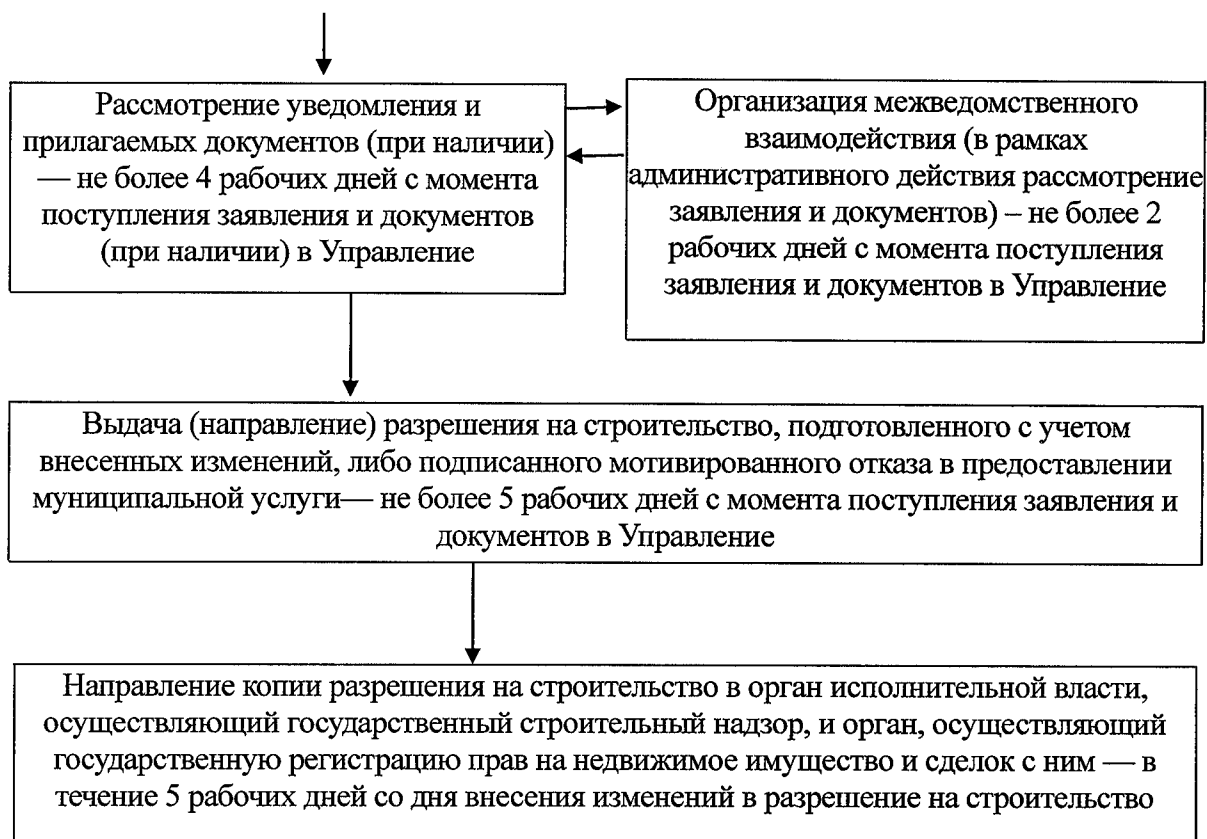 Рассмотрение уведомления и
прилагаемых документов (при наличии)
— не более 4 рабочих дней с момента
поступления заявления и документов
(при наличии) в Управление
Организация межведомственного
взаимодействия (в рамках
административного действия рассмотрение
заявления и документов) – не более 2
рабочих дней с момента поступления
заявления и документов в Управление
Выдача (направление) разрешения на строительство, подготовленного с учетом
внесенных изменений, либо подписанного мотивированного отказа в предоставлении
муниципальной услуги— не более 5 рабочих дней с момента поступления заявления и
документов в Управление
Направление копии разрешения на строительство в орган исполнительной власти,
осуществляющий государственный строительный надзор, и орган, осуществляющий
государственную регистрацию прав на недвижимое имущество и сделок с ним — в
течение 5 рабочих дней со дня внесения изменений в разрешение на строительство